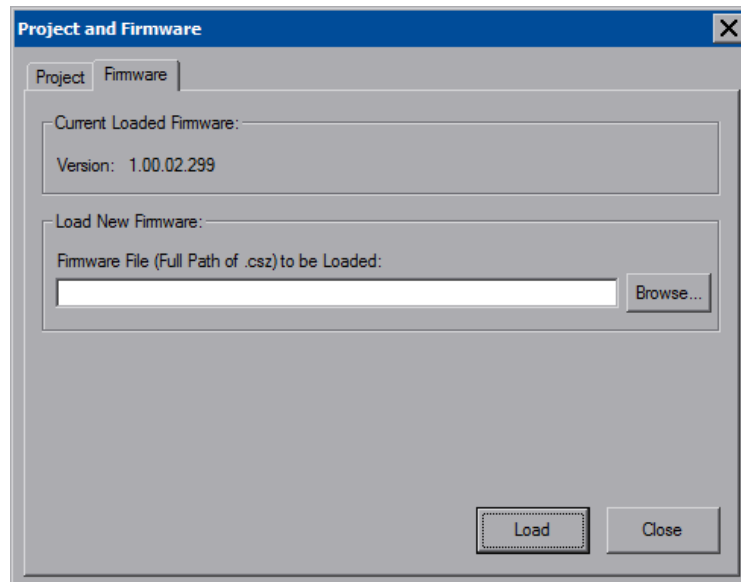 Project and Firmware
Project Firmware
Current Loaded Firmware:
Version: 1.00.02.299
Load New Firmware:
Firmware File (Full Path of .csz) to be Loaded:
Browse...
Load Close